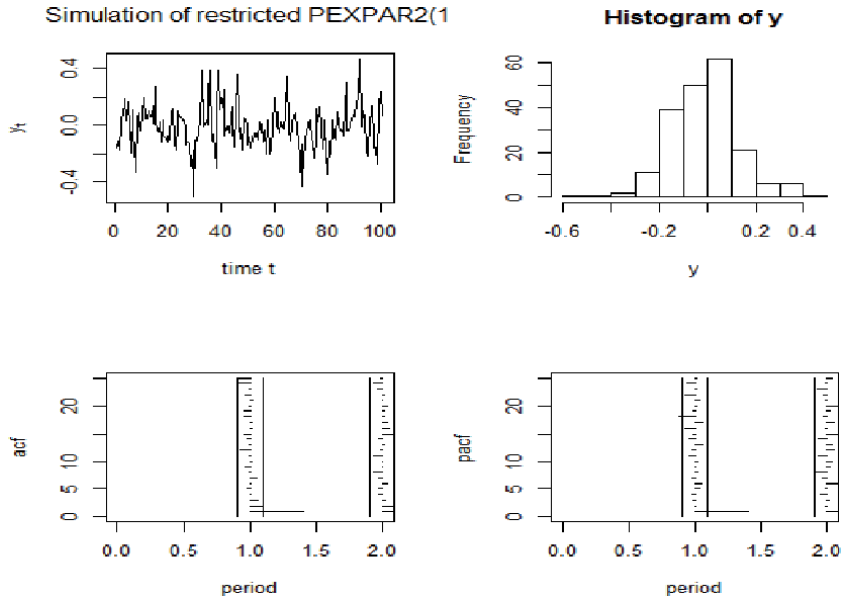 Simulation of restricted PEXPAR2(1
Histogram of y
0.4
0.0
-0.4
yt
0 20 40 60 80 100
time t
60
40
20
0
Frequency
-0.6 -0.2 0.2 0.4
y
20
10
5
0
acf
0.0 0.5 1.0 1.5 2.0
period
20
10
5
0
pacf
0.0 0.5 1.0 1.5 2.0
period